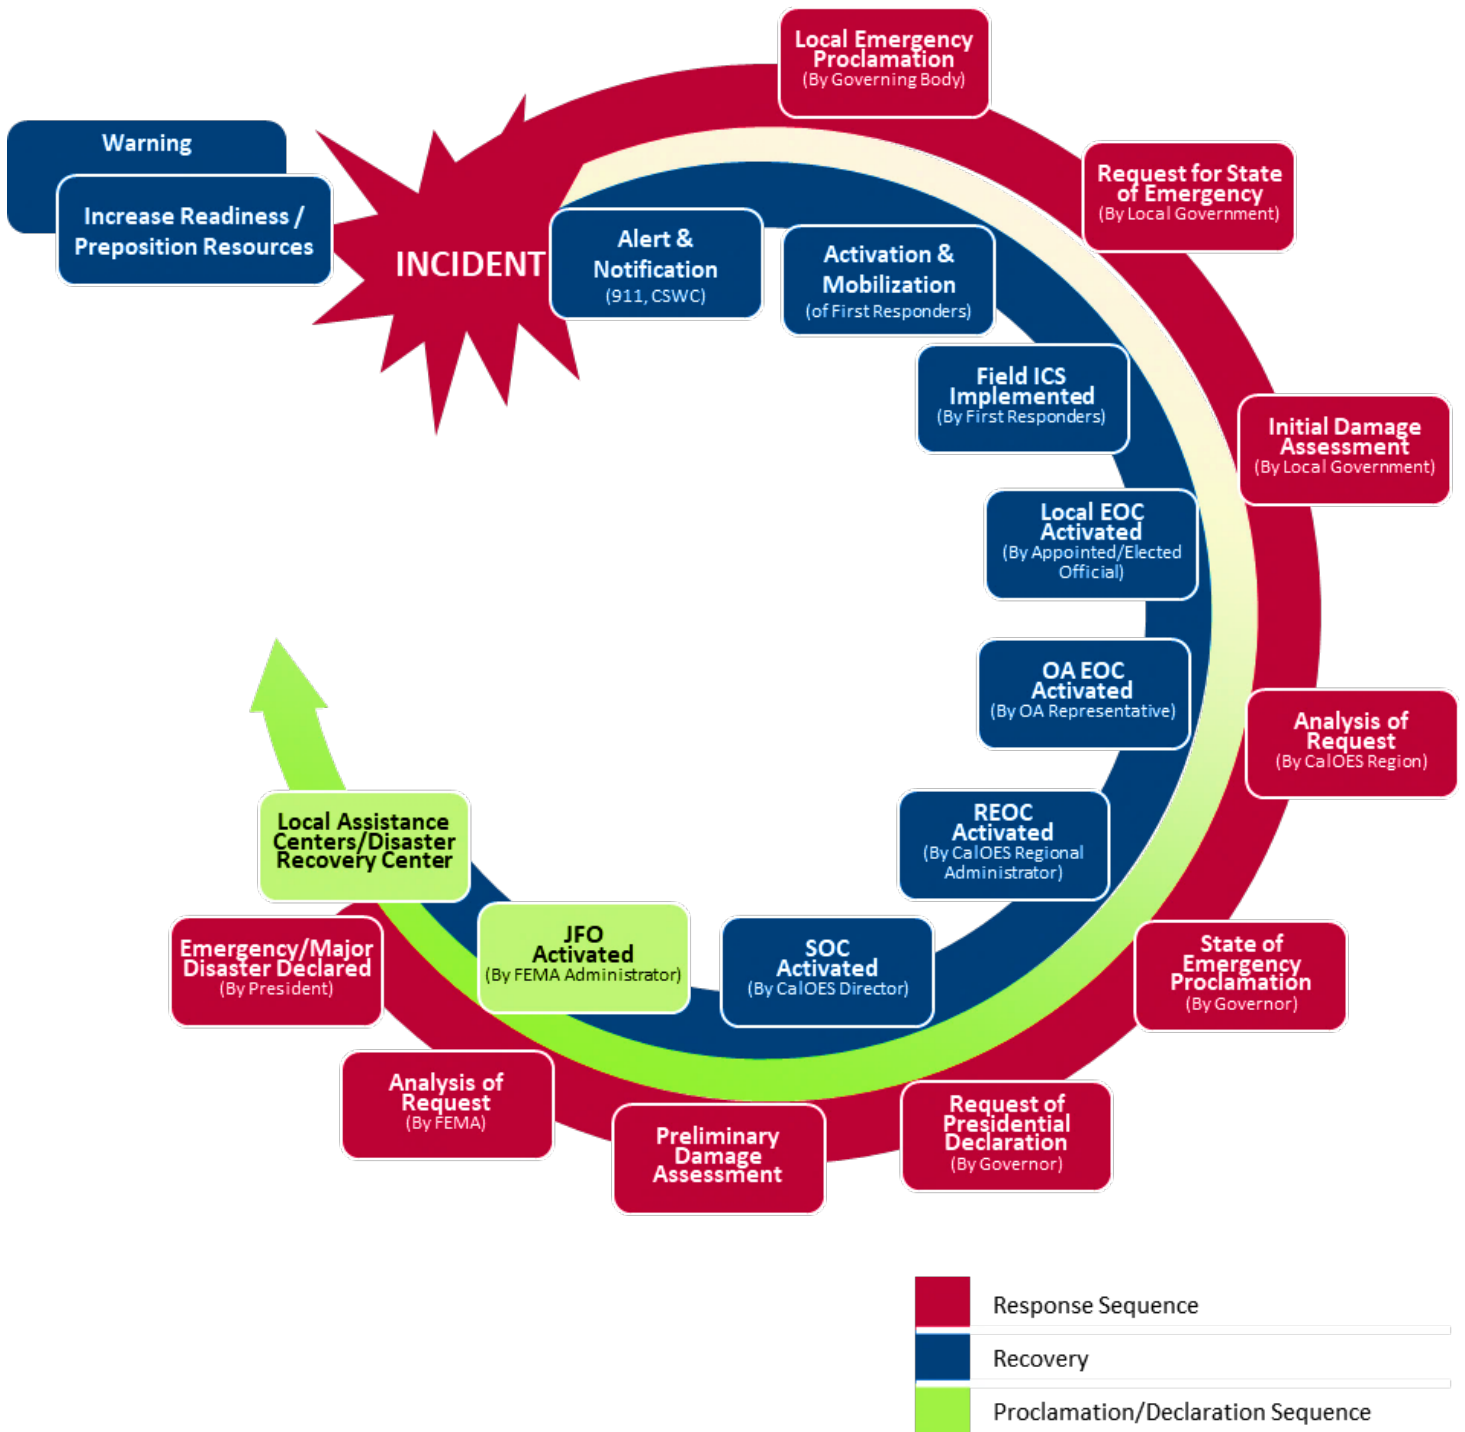 Warning
Increase Readiness /
Preposition Resources
INCIDENT
Alert &
Notification
(911, CSWC)
Activation &
Mobilization
(of First Responders)
Field ICS
Implemented
(By First Responders)
Local EOC
Activated
(By Appointed/Elected
Official)
OA EOC
Activated
(By OA Representative)
REOC
Activated
(By CalOES Regional
Administrator)
SOC
Activated
(By CalOES Director)
JFO
Activated
(By FEMA Administrator)
Local Assistance
Centers/Disaster
Recovery Center
Local Emergency
Proclamation
(By Governing Body)
Request for State
of Emergency
(By Local Government)
Initial Damage
Assessment
(By Local Government)
Analysis of
Request
(By CalOES Region)
State of
Emergency
Proclamation
(By Governor)
Request of
Presidential
Declaration
(By Governor)
Preliminary
Damage
Assessment
Analysis of
Request
(By FEMA)
Emergency/Major
Disaster Declared
(By President)
Response Sequence
Recovery
Proclamation/Declaration Sequence